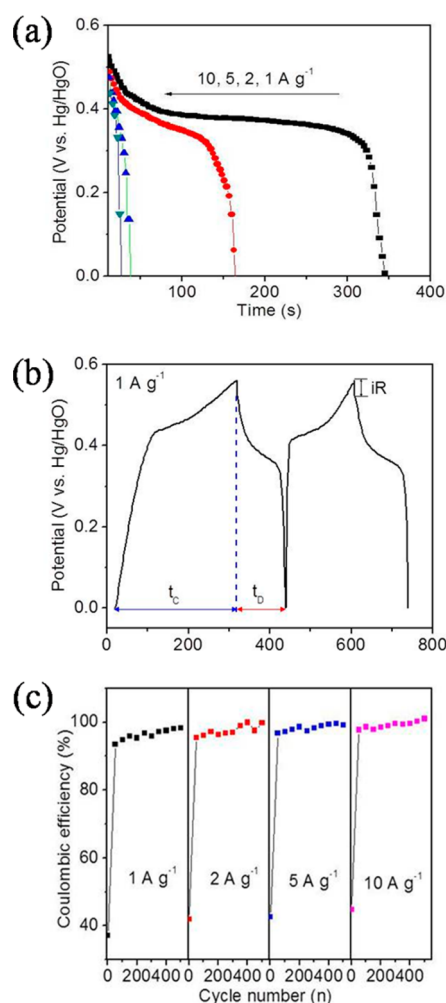 (a)
0.6
0.4
0.2
0.0
Potential (V vs. Hg/HgO)
10, 5, 2, 1 A g⁻¹
100 200 300 400
Time (s)
(b)
0.6
0.4
0.2
0.0
Potential (V vs. Hg/HgO)
1 A g⁻¹
iR
t_C
t_D
0 200 400 600 800
(c)
100
80
60
40
Coulombic efficiency (%)
1 A g⁻¹
2 A g⁻¹
5 A g⁻¹
10 A g⁻¹
0 200400 0 200400 0 200400 0 200400
Cycle number (n)